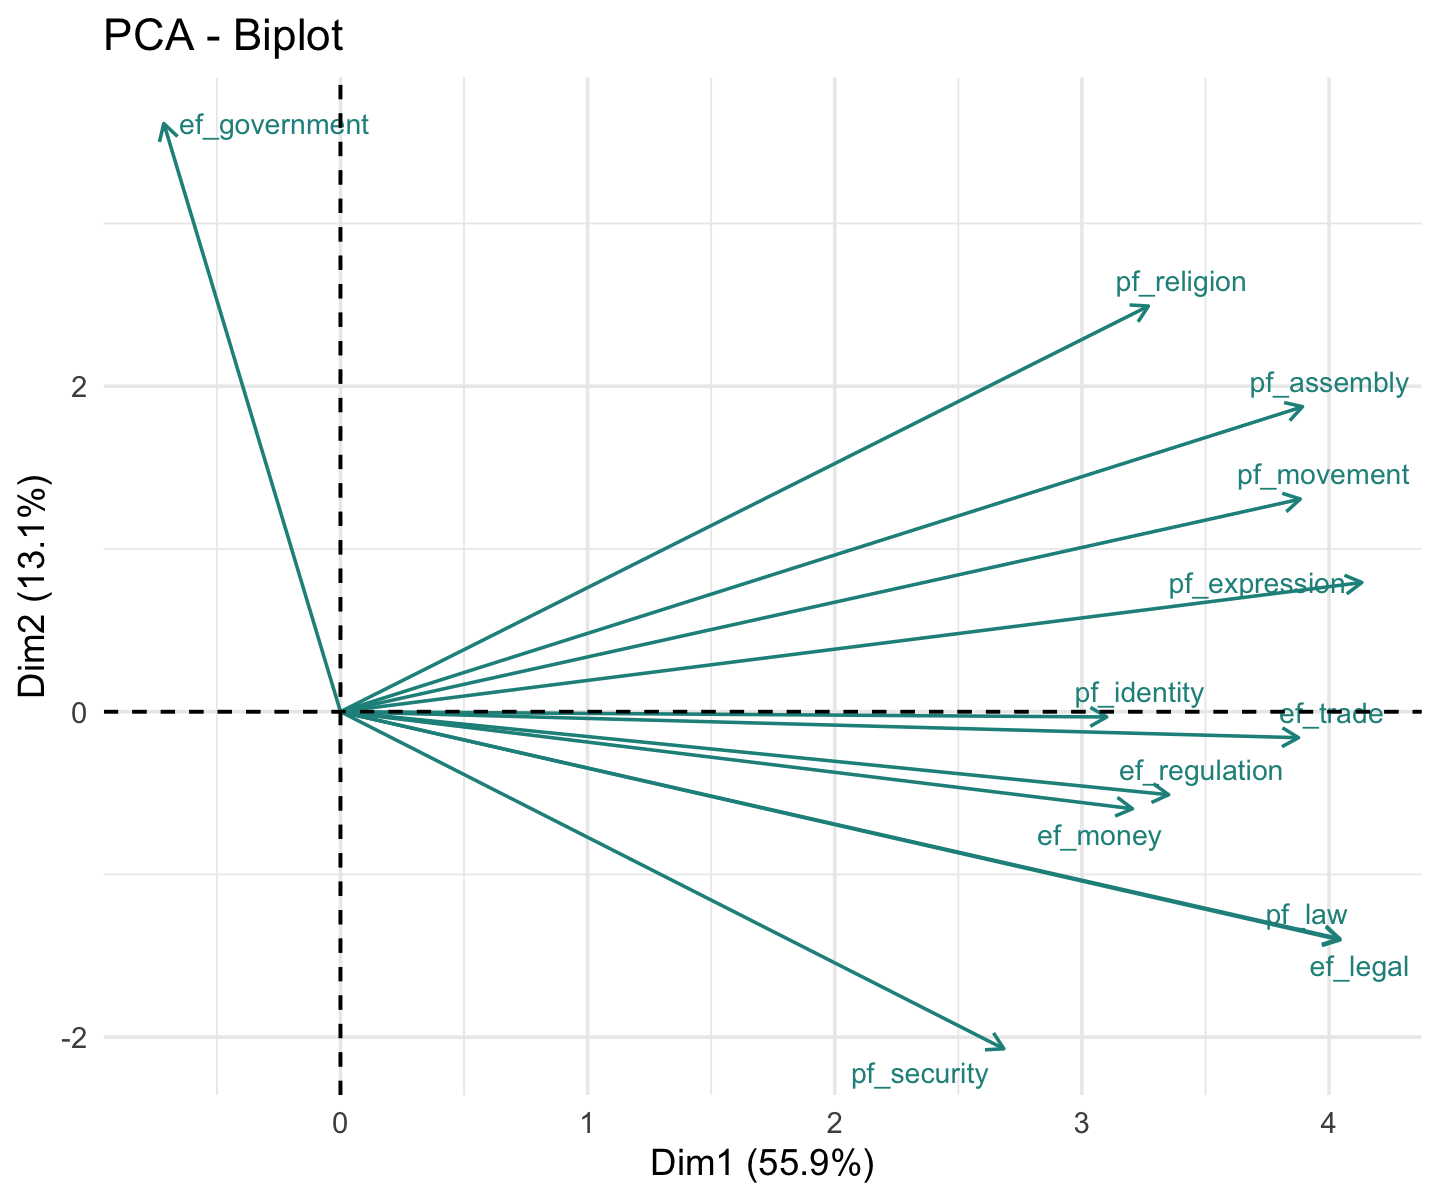 PCA - Biplot
ef_government
pf_religion
pf_assembly
pf_movement
pf_expression
pf_identity
ef_trade
ef_regulation
ef_money
pf_law
ef_legal
pf_security
2
0
-2
0
1
2
3
4
Dim1 (55.9%)
Dim2 (13.1%)